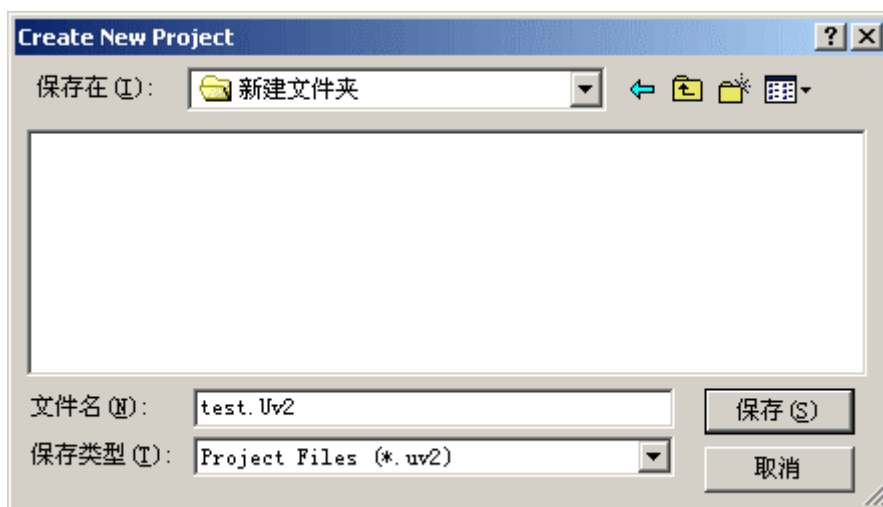 Create New Project
保存在(I):
新建文件夹
文件名(N):
test.Uv2
保存(S)
保存类型(T):
Project Files (*.uv2)
取消